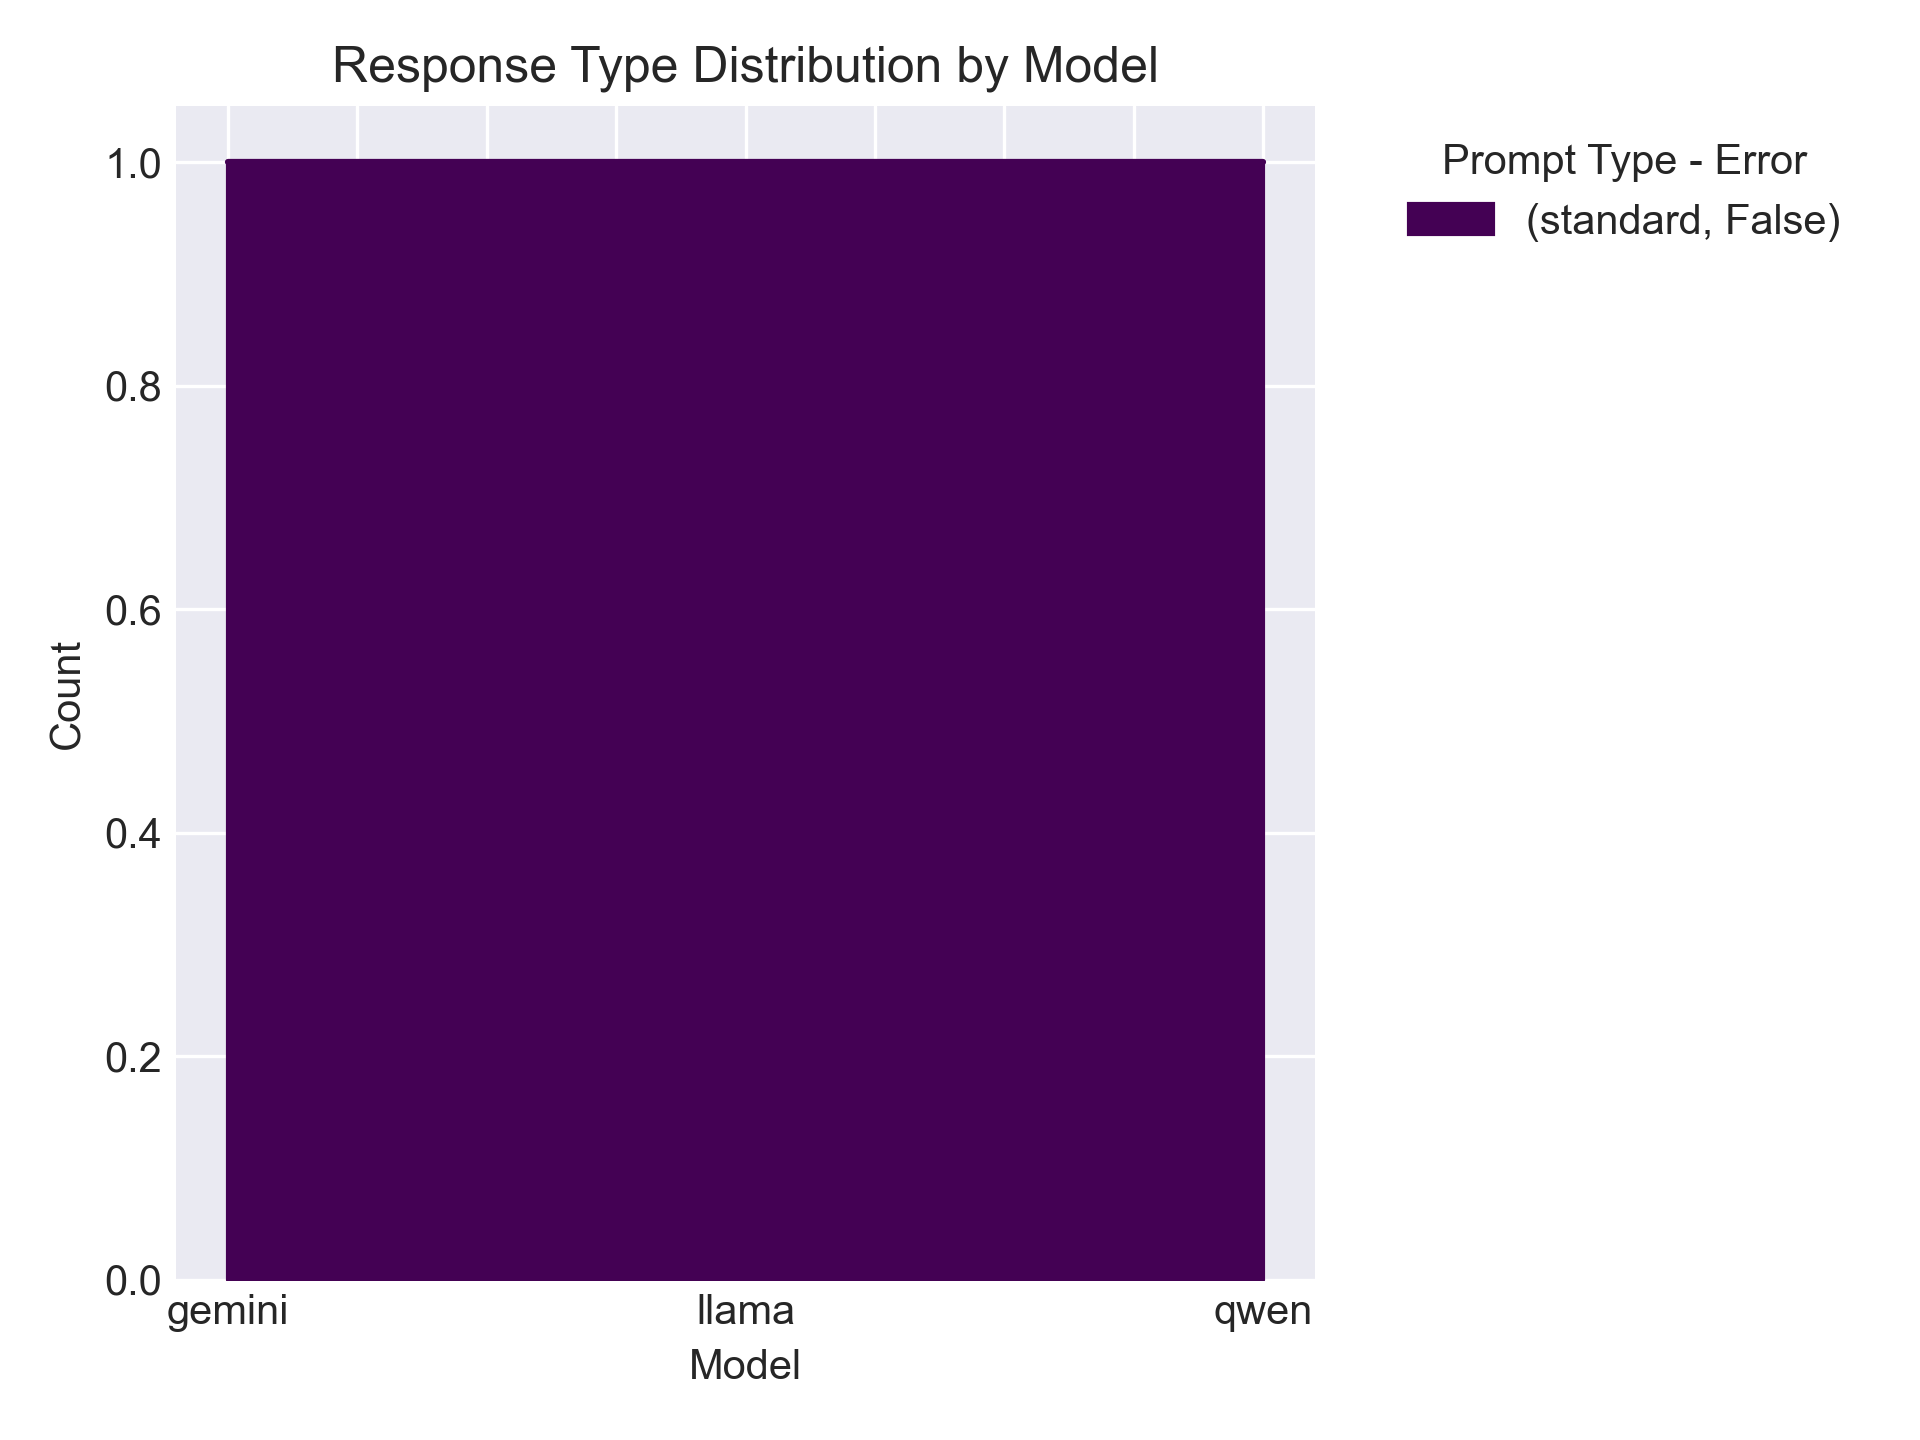 Response Type Distribution by Model
Prompt Type - Error
(standard, False)
1.0
0.8
0.6
0.4
0.2
0.0
Count
gemini
llama
qwen
Model